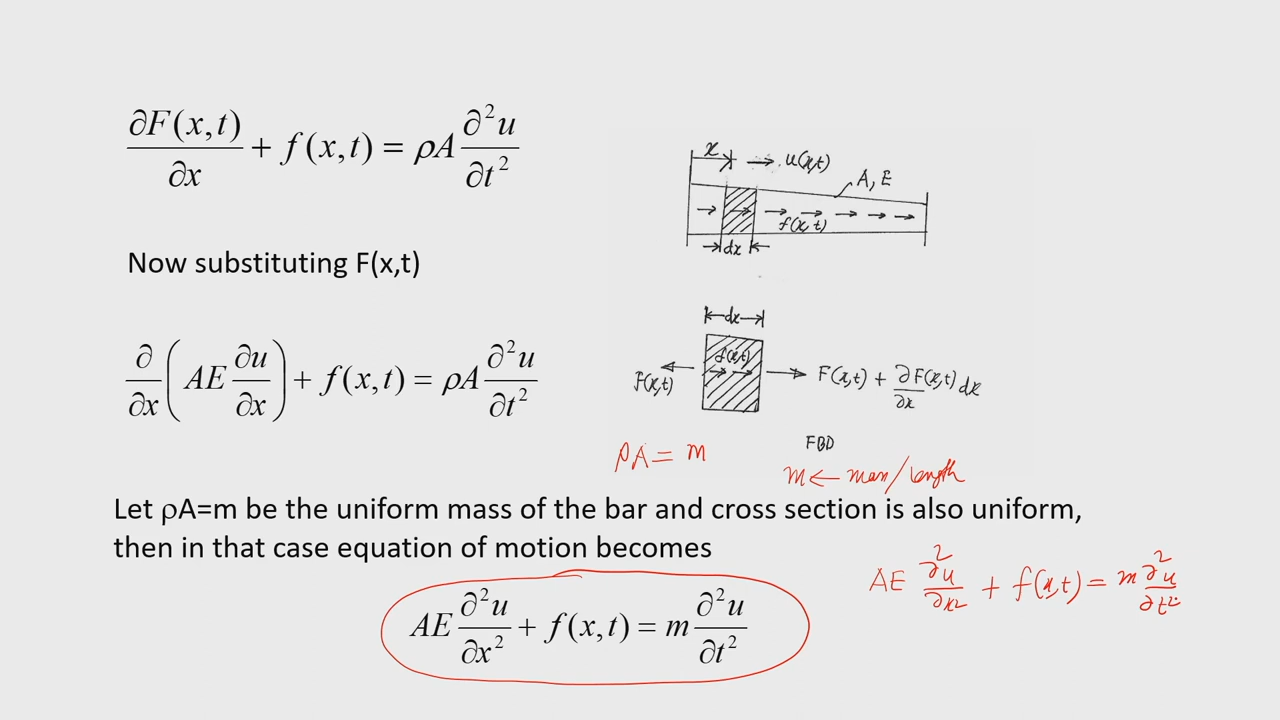 ∂F(x,t)/∂x + f(x,t) = ρA ∂²u/∂t²
x
u(x,t)
A, E
f(x,t)
dx
Now substituting F(x,t)
dx
∂/∂x (AE ∂u/∂x) + f(x,t) = ρA ∂²u/∂t²
f(x,t)
F(x,t)
F(x,t) + ∂F(x,t)/∂x dx
FBD
ρA = m
m ← mass/length
Let ρA=m be the uniform mass of the bar and cross section is also uniform,
then in that case equation of motion becomes
AE ∂²u/∂x² + f(x,t) = m ∂²u/∂t²
AE ∂²u/∂x² + f(x,t) = m ∂²u/∂t²